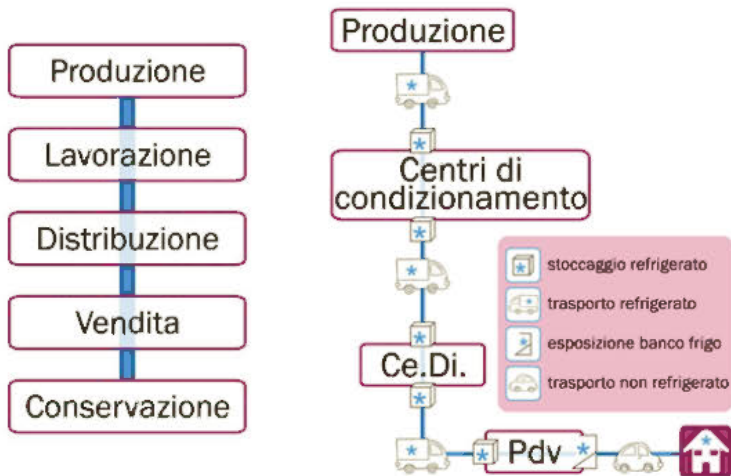 Produzione
Lavorazione
Distribuzione
Vendita
Conservazione
Produzione
Centri di
condizionamento
Ce.Di.
Pdv
stoccaggio refrigerato
trasporto refrigerato
esposizione banco frigo
trasporto non refrigerato